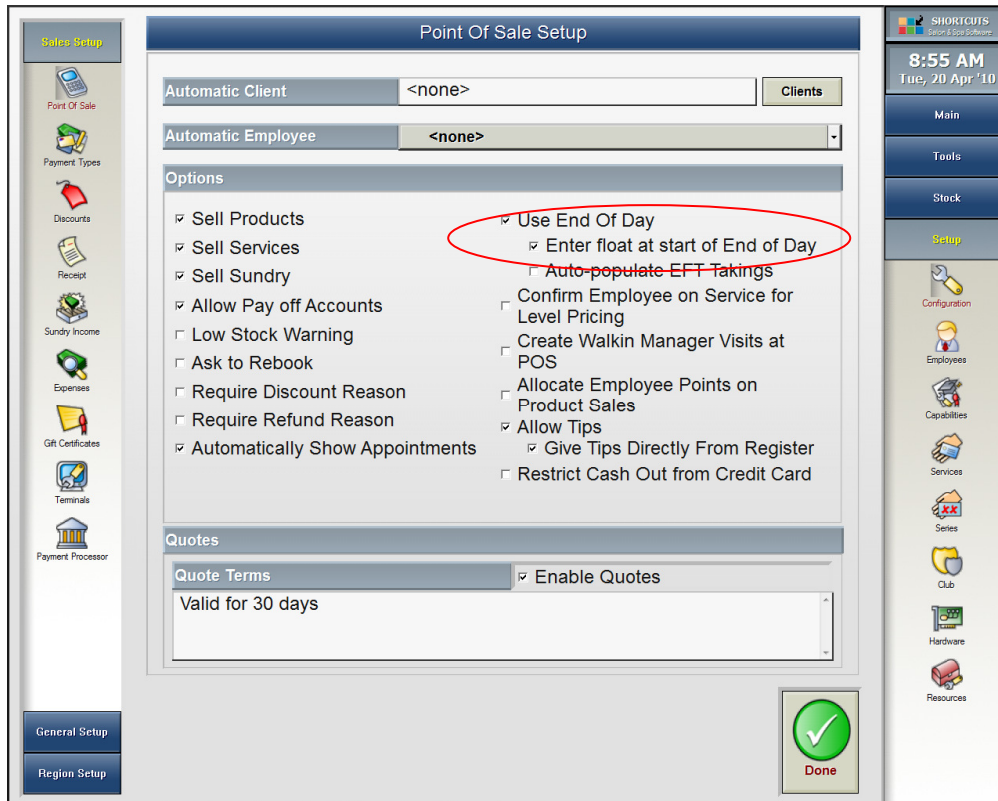 Sales Setup
Point Of Sale
Payment Types
Discounts
Receipt
Sundry Income
Expenses
Gift Certificates
Terminals
Payment Processor
General Setup
Region Setup
Point Of Sale Setup
Automatic Client
<none>
Clients
Automatic Employee
<none>
Options
Sell Products
Sell Services
Sell Sundry
Allow Pay off Accounts
Low Stock Warning
Ask to Rebook
Require Discount Reason
Require Refund Reason
Automatically Show Appointments
Use End Of Day
Enter float at start of End of Day
Auto-populate EFT Takings
Confirm Employee on Service for
Level Pricing
Create Walkin Manager Visits at
POS
Allocate Employee Points on
Product Sales
Allow Tips
Give Tips Directly From Register
Restrict Cash Out from Credit Card
Quotes
Quote Terms
Enable Quotes
Valid for 30 days
Done
SHORTCUTS
Salon & Spa Software
8:55 AM
Tue, 20 Apr '10
Main
Tools
Stock
Setup
Configuration
Employees
Capabilities
Services
xx
Series
Club
Hardware
Resources